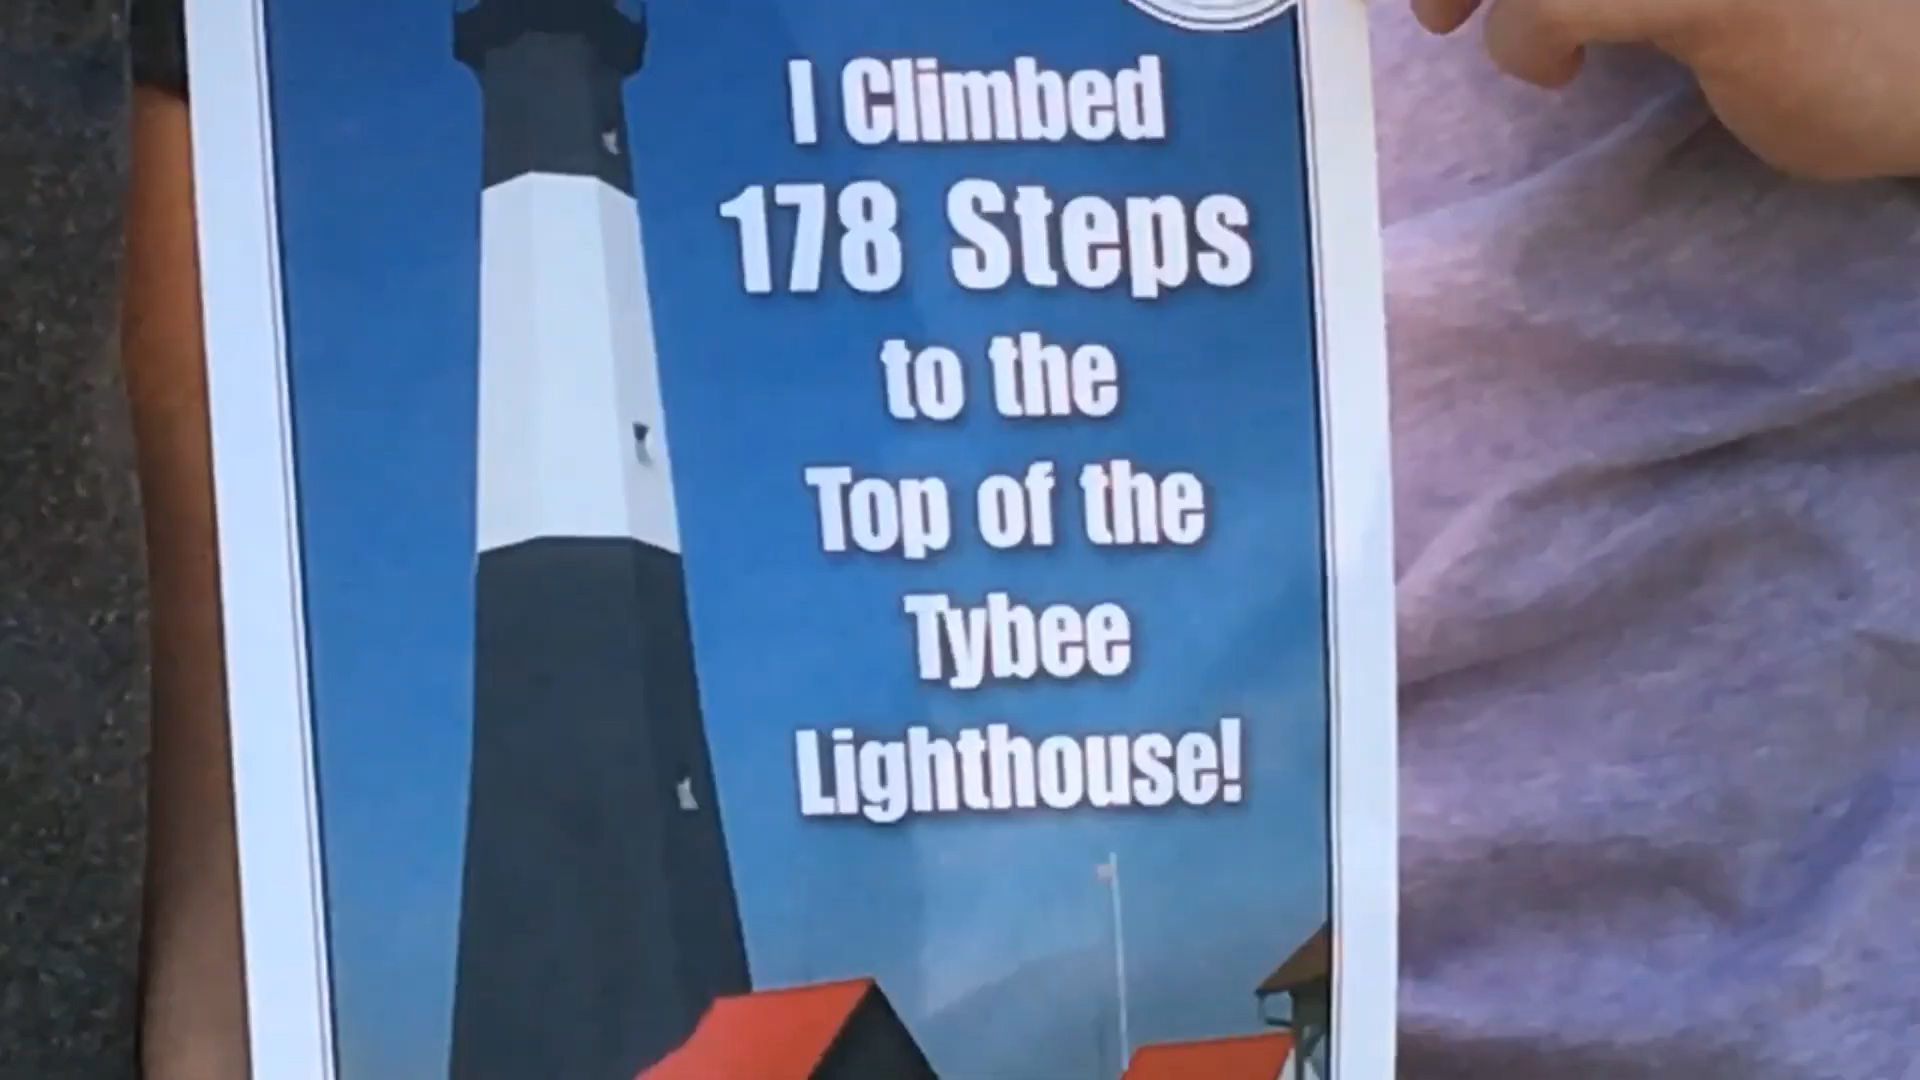 I Climbed
178 Steps
to the
Top of the
Tybee
Lighthouse!